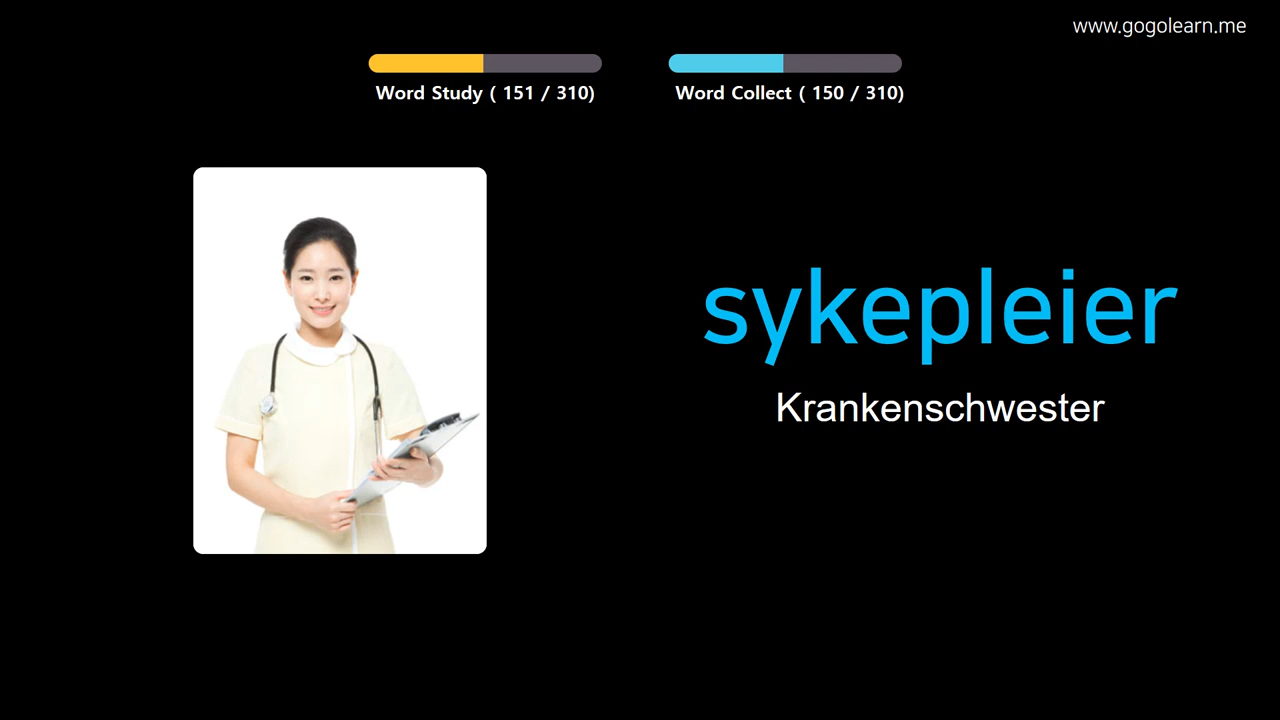 www.gogolearn.me
Word Study ( 151 / 310)
Word Collect ( 150 / 310)
sykepleier
Krankenschwester